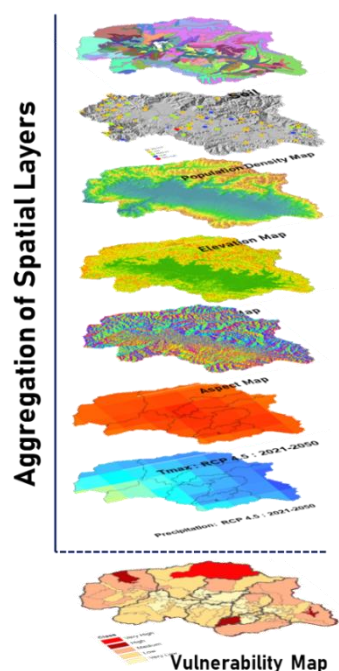 Aggregation of Spatial Layers
Soil
Population Density Map
Elevation Map
Aspect Map
Tmax: RCP 4.5 : 2021-2050
Precipitation: RCP 4.5 : 2021-2050
Very High
High
Medium
Low
Vulnerability Map